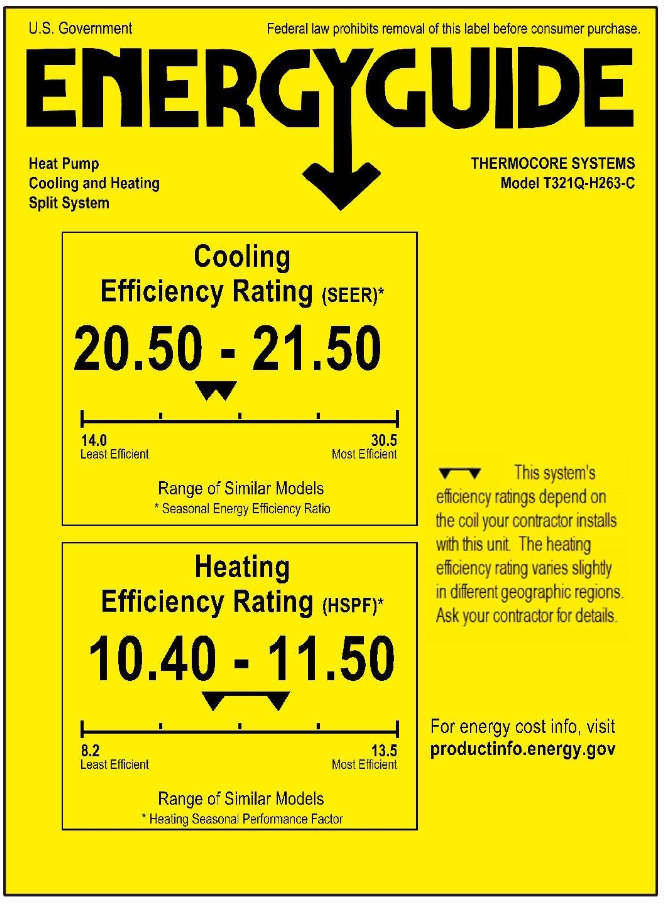 U.S. Government
Federal law prohibits removal of this label before consumer purchase.
ENERGYGUIDE
Heat Pump
Cooling and Heating
Split System
THERMOCORE SYSTEMS
Model T321Q-H263-C
Cooling
Efficiency Rating (SEER)*
20.50 - 21.50
14.0
Least Efficient
30.5
Most Efficient
Range of Similar Models
* Seasonal Energy Efficiency Ratio
This system's
efficiency ratings depend on
the coil your contractor installs
with this unit. The heating
efficiency rating varies slightly
in different geographic regions.
Ask your contractor for details.
Heating
Efficiency Rating (HSPF)*
10.40 - 11.50
8.2
Least Efficient
13.5
Most Efficient
Range of Similar Models
* Heating Seasonal Performance Factor
For energy cost info, visit
productinfo.energy.gov